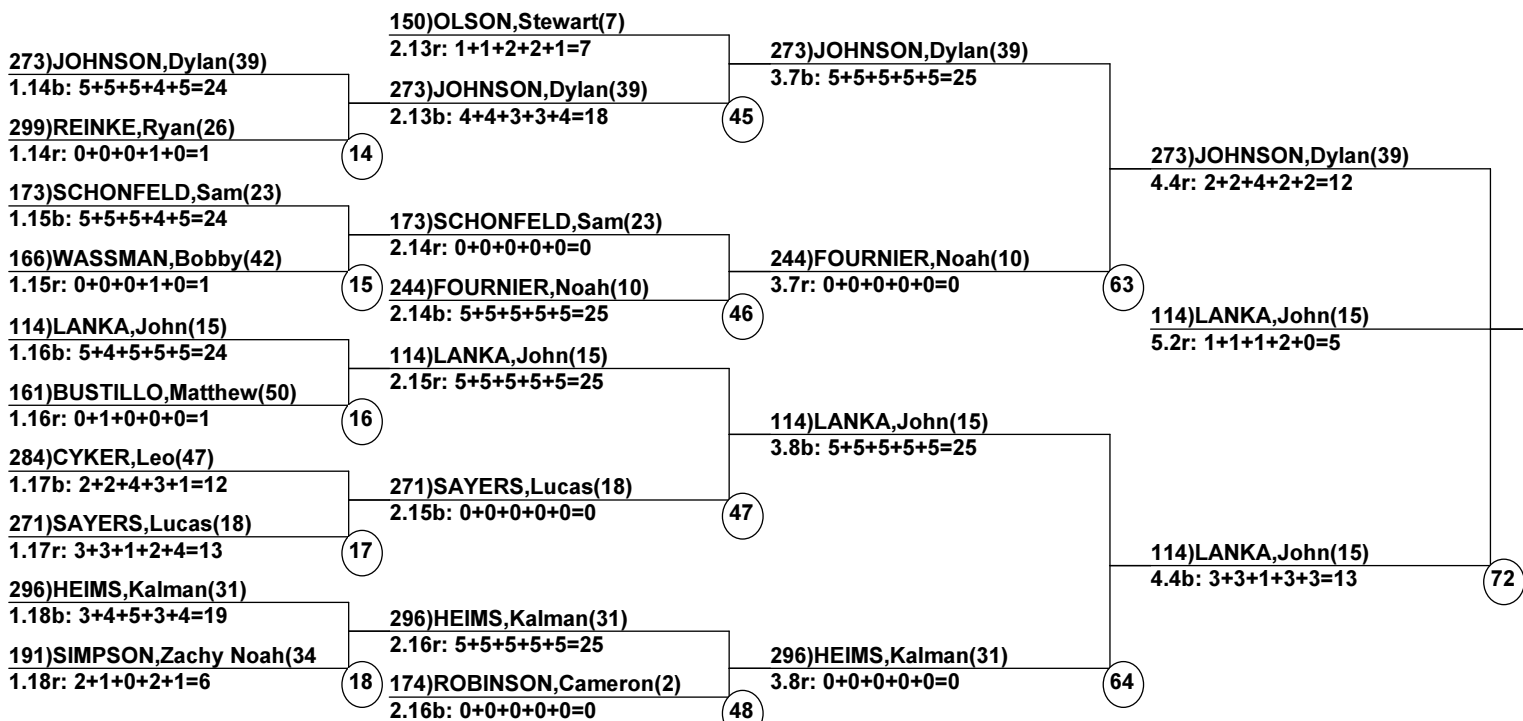 273)JOHNSON,Dylan(39)
1.14b: 5+5+5+4+5=24
299)REINKE,Ryan(26)
1.14r: 0+0+0+1+0=1
14
173)SCHONFELD,Sam(23)
1.15b: 5+5+5+4+5=24
166)WASSMAN,Bobby(42)
1.15r: 0+0+0+1+0=1
15
114)LANKA,John(15)
1.16b: 5+4+5+5+5=24
161)BUSTILLO,Matthew(50)
1.16r: 0+1+0+0+0=1
16
284)CYKER,Leo(47)
1.17b: 2+2+4+3+1=12
271)SAYERS,Lucas(18)
1.17r: 3+3+1+2+4=13
17
296)HEIMS,Kalman(31)
1.18b: 3+4+5+3+4=19
191)SIMPSON,Zachy Noah(34
1.18r: 2+1+0+2+1=6
18
150)OLSON,Stewart(7)
2.13r: 1+1+2+2+1=7
273)JOHNSON,Dylan(39)
2.13b: 4+4+3+3+4=18
45
173)SCHONFELD,Sam(23)
2.14r: 0+0+0+0+0=0
244)FOURNIER,Noah(10)
2.14b: 5+5+5+5+5=25
46
114)LANKA,John(15)
2.15r: 5+5+5+5+5=25
271)SAYERS,Lucas(18)
2.15b: 0+0+0+0+0=0
47
296)HEIMS,Kalman(31)
2.16r: 5+5+5+5+5=25
174)ROBINSON,Cameron(2)
2.16b: 0+0+0+0+0=0
48
273)JOHNSON,Dylan(39)
3.7b: 5+5+5+5+5=25
244)FOURNIER,Noah(10)
3.7r: 0+0+0+0+0=0
63
114)LANKA,John(15)
3.8b: 5+5+5+5+5=25
296)HEIMS,Kalman(31)
3.8r: 0+0+0+0+0=0
64
273)JOHNSON,Dylan(39)
4.4r: 2+2+4+2+2=12
114)LANKA,John(15)
5.2r: 1+1+1+2+0=5
114)LANKA,John(15)
4.4b: 3+3+1+3+3=13
72